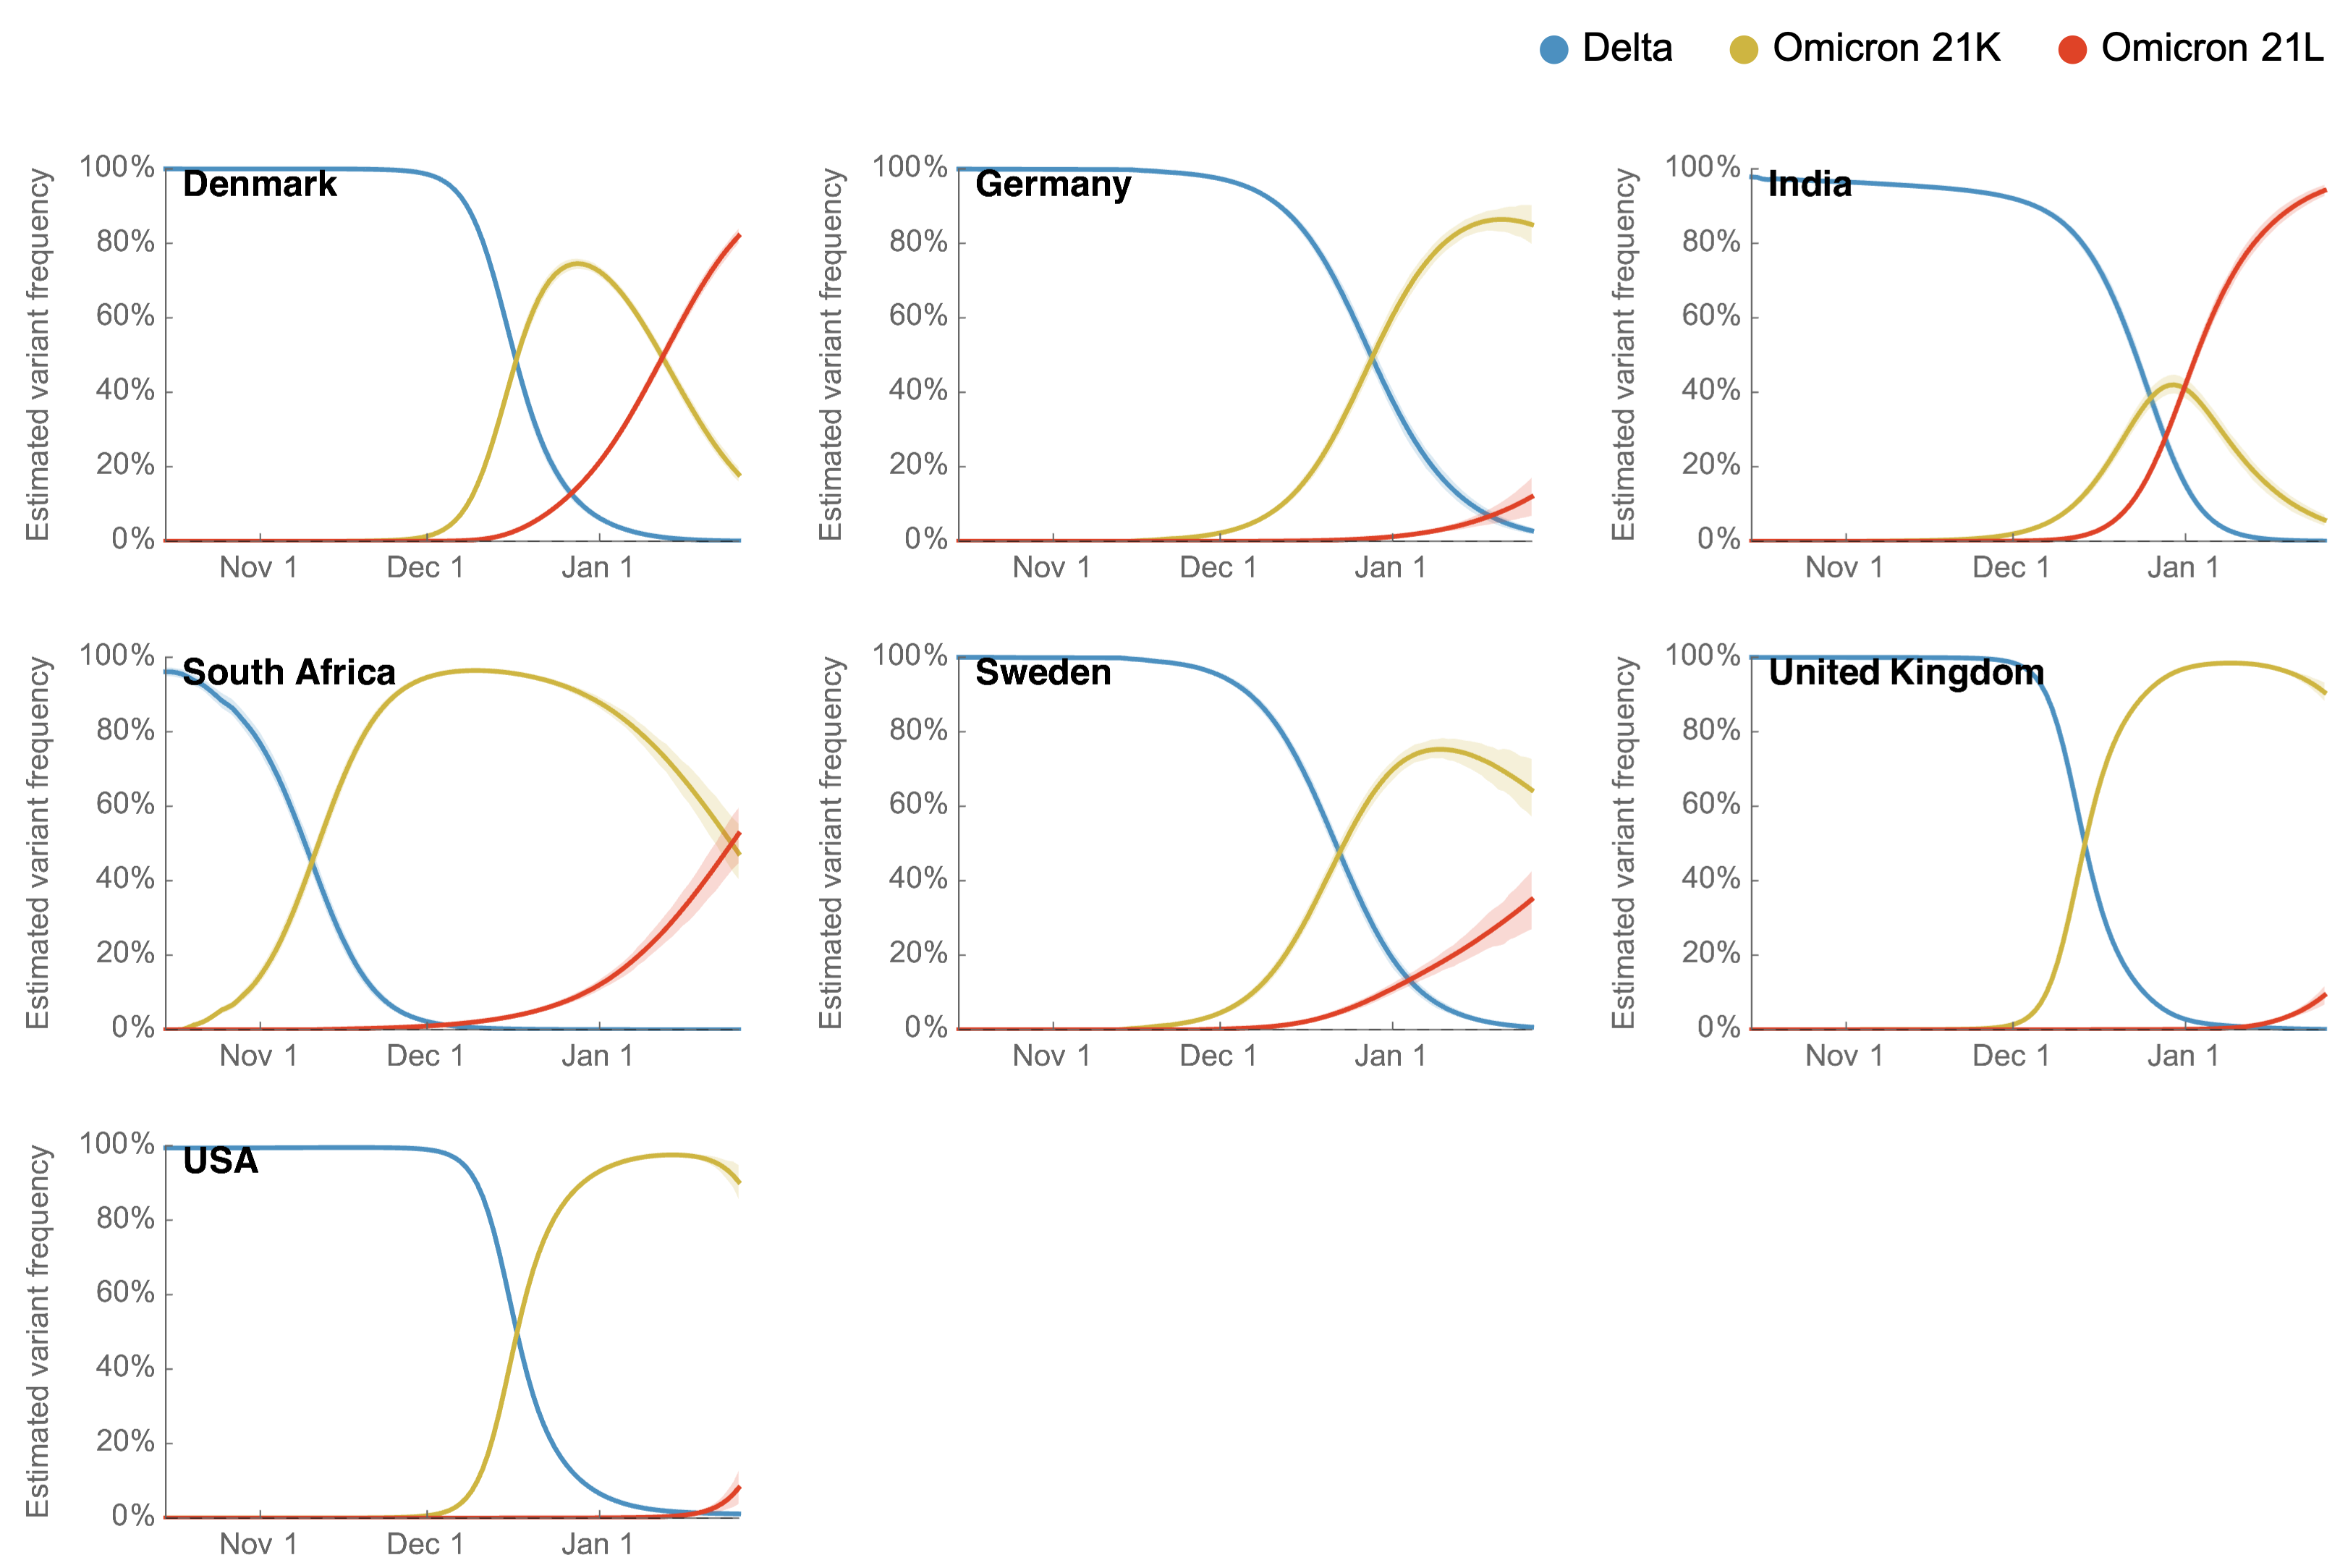 Delta Omicron 21K Omicron 21L
Denmark
Estimated variant frequency
100%
80%
60%
40%
20%
0%
Nov 1 Dec 1 Jan 1
Germany
Estimated variant frequency
100%
80%
60%
40%
20%
0%
Nov 1 Dec 1 Jan 1
India
Estimated variant frequency
100%
80%
60%
40%
20%
0%
Nov 1 Dec 1 Jan 1
South Africa
Estimated variant frequency
100%
80%
60%
40%
20%
0%
Nov 1 Dec 1 Jan 1
Sweden
Estimated variant frequency
100%
80%
60%
40%
20%
0%
Nov 1 Dec 1 Jan 1
United Kingdom
Estimated variant frequency
100%
80%
60%
40%
20%
0%
Nov 1 Dec 1 Jan 1
USA
Estimated variant frequency
100%
80%
60%
40%
20%
0%
Nov 1 Dec 1 Jan 1